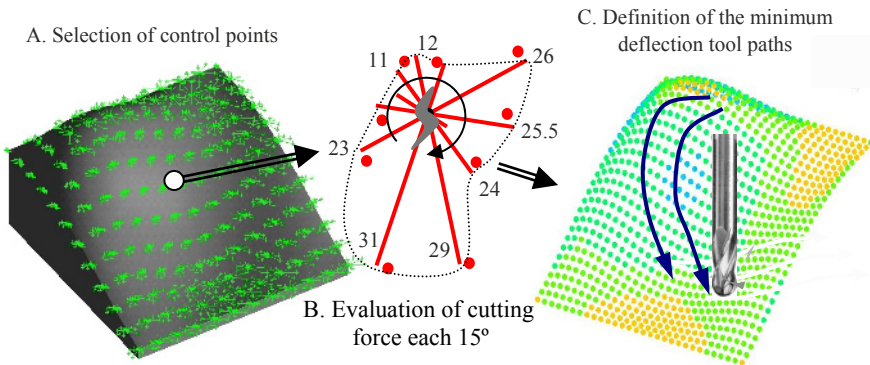 A. Selection of control points
12
11
26
25.5
23
24
31
29
B. Evaluation of cutting
force each 15º
C. Definition of the minimum
deflection tool paths